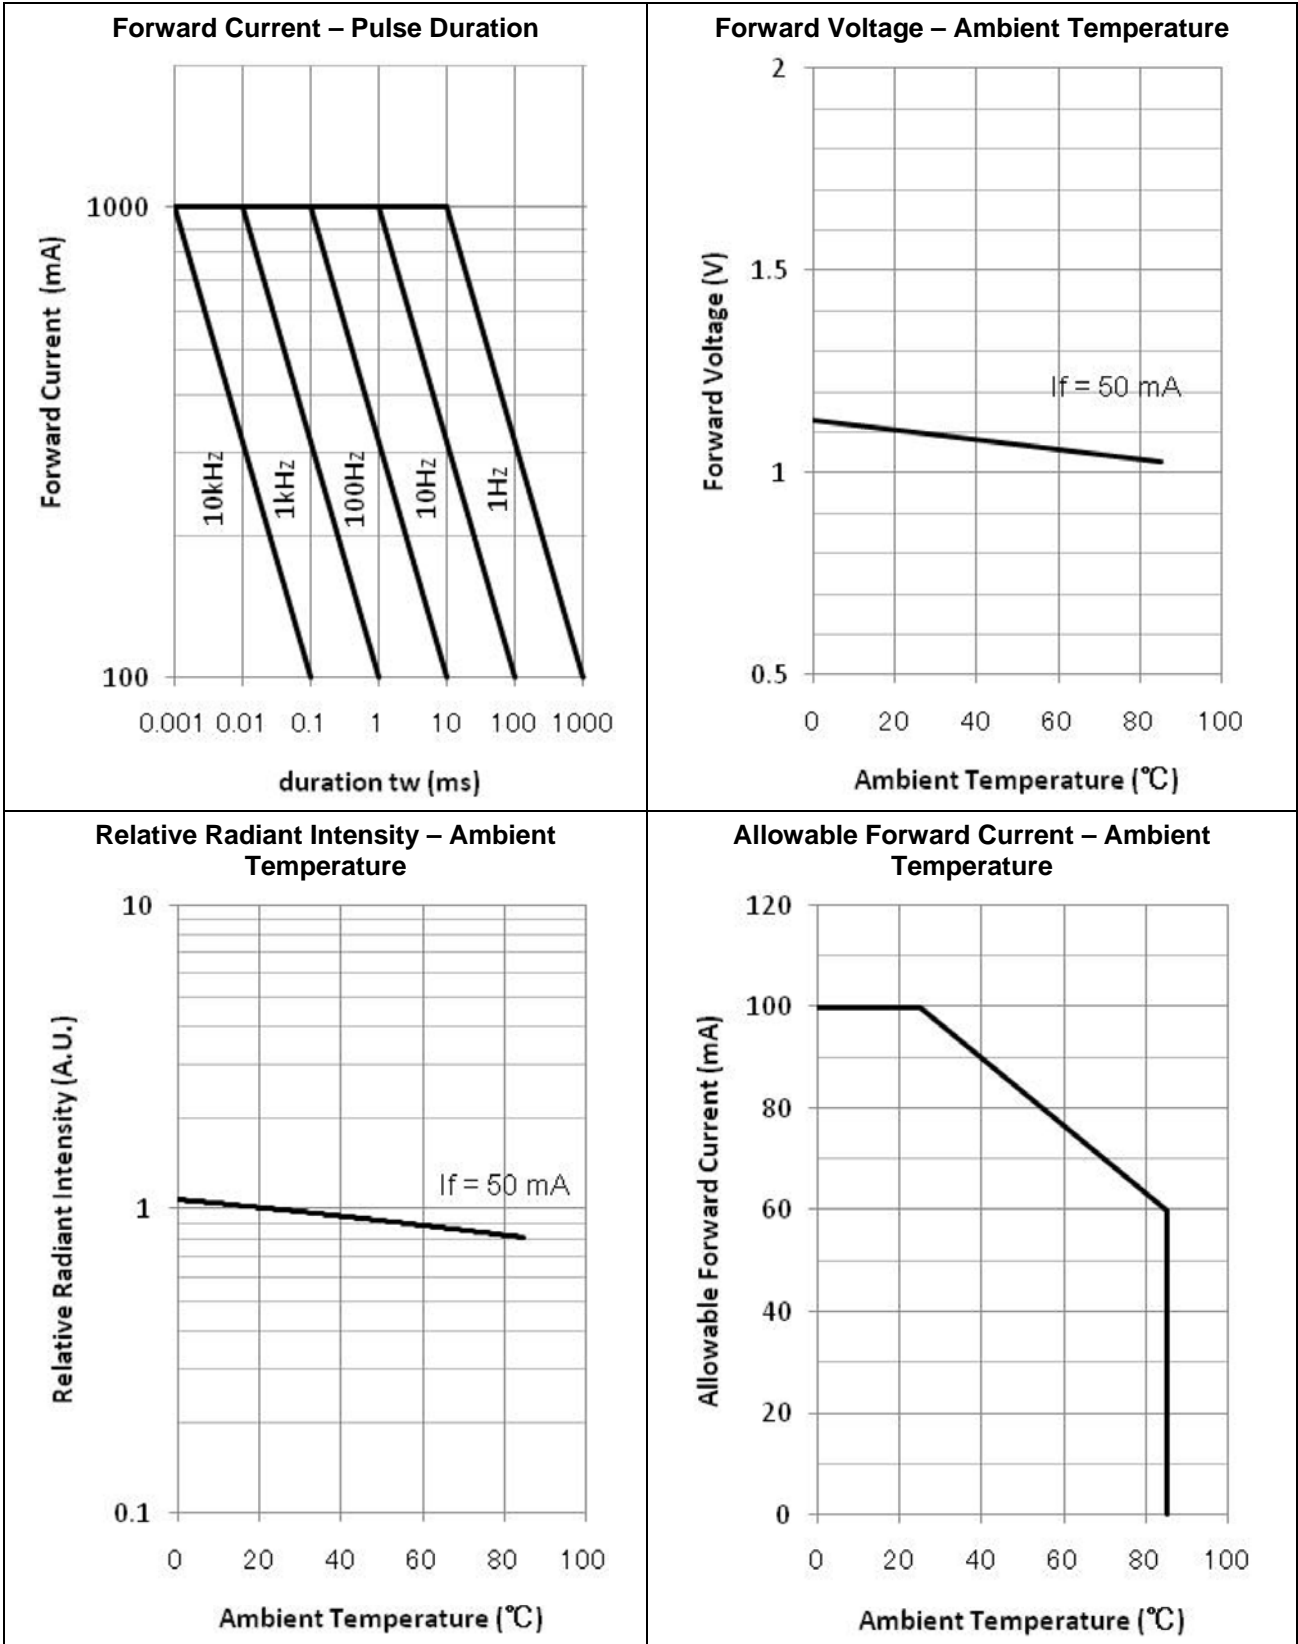 Forward Current – Pulse Duration
1000
100
Forward Current (mA)
10kHz
1kHz
100Hz
10Hz
1Hz
0.001 0.01 0.1 1 10 100 1000
duration tw (ms)
Forward Voltage – Ambient Temperature
2
1.5
1
0.5
Forward Voltage (V)
If = 50 mA
0 20 40 60 80 100
Ambient Temperature (℃)
Relative Radiant Intensity – Ambient
Temperature
10
1
0.1
Relative Radiant Intensity (A.U.)
If = 50 mA
0 20 40 60 80 100
Ambient Temperature (℃)
Allowable Forward Current – Ambient
Temperature
120
100
80
60
40
20
0
Allowable Forward Current (mA)
0 20 40 60 80 100
Ambient Temperature (℃)